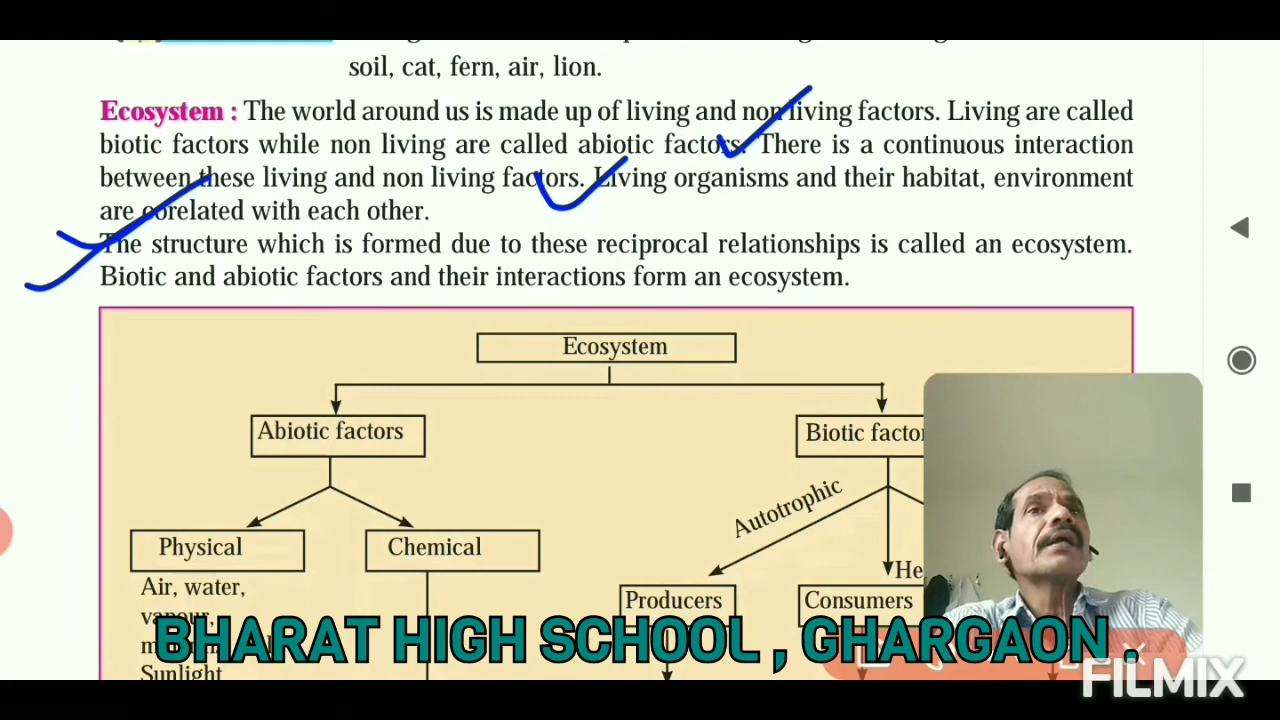 soil, cat, fern, air, lion.
Ecosystem : The world around us is made up of living and non living factors. Living are called
biotic factors while non living are called abiotic factors. There is a continuous interaction
between these living and non living factors. Living organisms and their habitat, environment
are corelated with each other.
The structure which is formed due to these reciprocal relationships is called an ecosystem.
Biotic and abiotic factors and their interactions form an ecosystem.
Ecosystem
Abiotic factors
Biotic
Autotrophic
Physical
Chemical
Air, water,
Producers
Consumers
vapour,
BHARAT HIGH SCHOOL , GHARGAON .
Sunlight
FILMIX